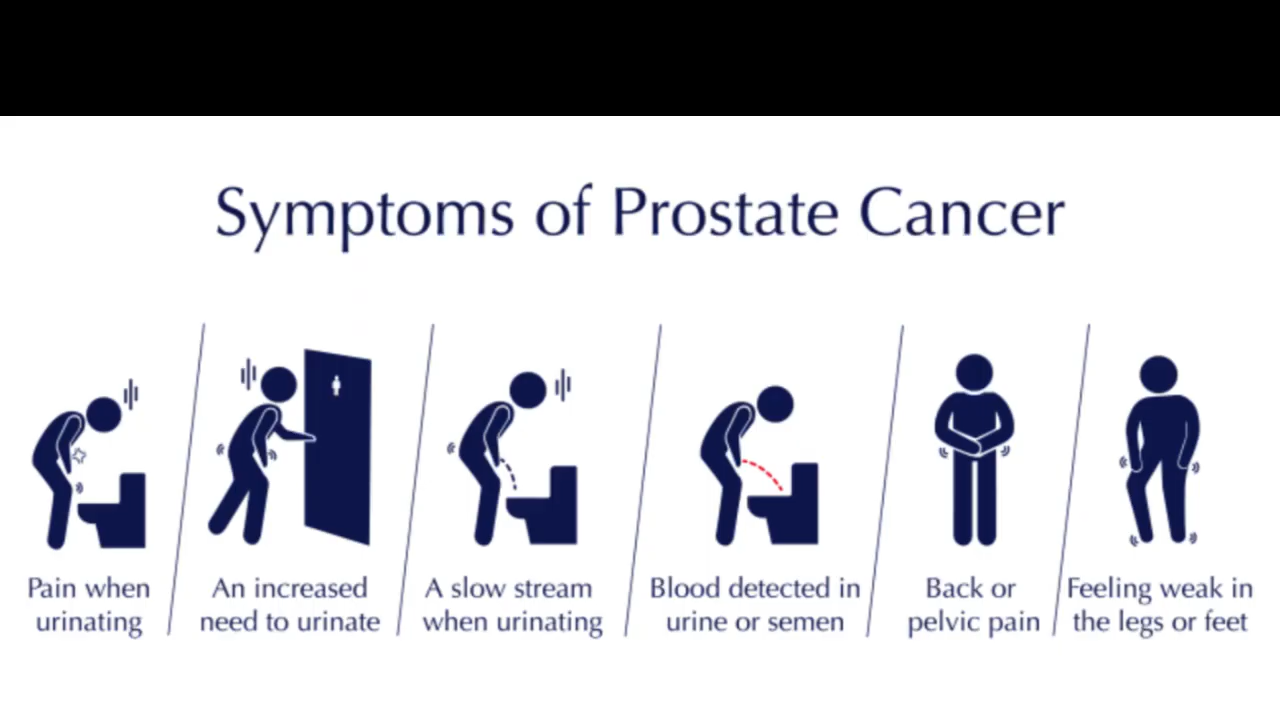 Symptoms of Prostate Cancer
Pain when
urinating
An increased
need to urinate
A slow stream
when urinating
Blood detected in
urine or semen
Back or
pelvic pain
Feeling weak in
the legs or feet